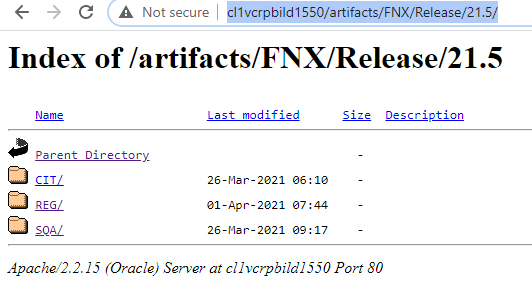 Not secure | cl1vcrpbild1550/artifacts/FNX/Release/21.5/
Index of /artifacts/FNX/Release/21.5
Name Last modified Size Description
Parent Directory -
CIT/ 26-Mar-2021 06:10 -
REG/ 01-Apr-2021 07:44 -
SQA/ 26-Mar-2021 09:17 -
Apache/2.2.15 (Oracle) Server at cl1vcrpbild1550 Port 80